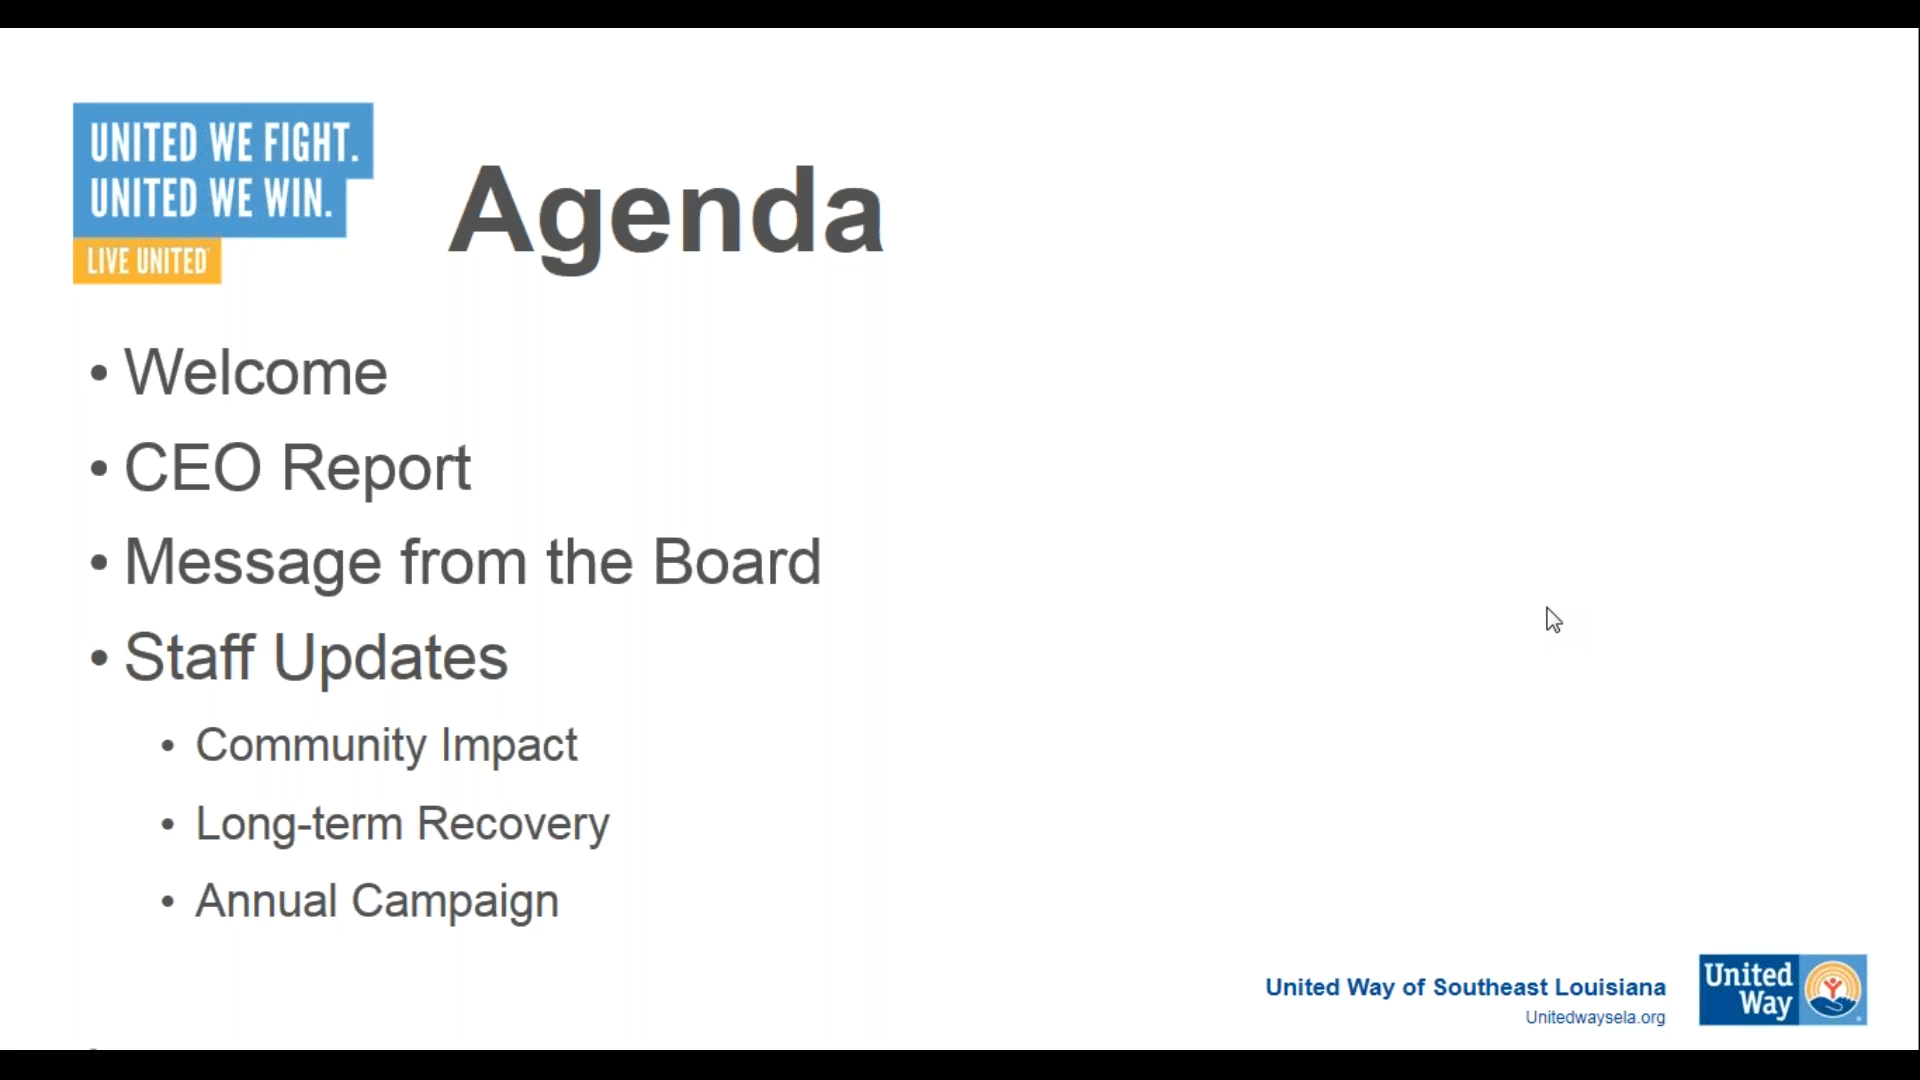 UNITED WE FIGHT.
UNITED WE WIN.
LIVE UNITED
Agenda
• Welcome
• CEO Report
• Message from the Board
• Staff Updates
• Community Impact
• Long-term Recovery
• Annual Campaign
United Way of Southeast Louisiana
Unitedwaysela.org
United
Way